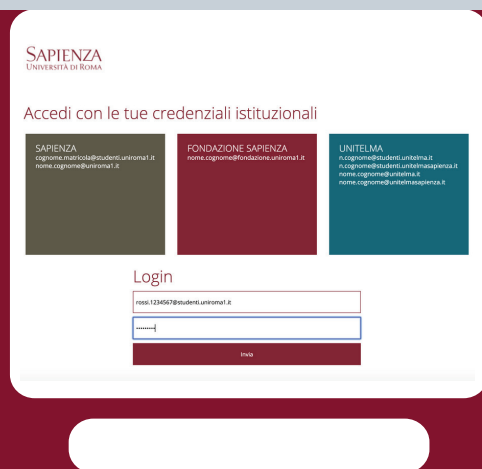 SAPIENZA
UNIVERSITÀ DI ROMA
Accedi con le tue credenziali istituzionali
SAPIENZA
cognome.matricola@studenti.uniroma1.it
nome.cognome@uniroma1.it
FONDAZIONE SAPIENZA
nome.cognome@fondazione.uniroma1.it
UNITELMA
n.cognome@studenti.unitelma.it
n.cognome@studenti.unitelmasapienza.it
nome.cognome@unitelma.it
nome.cognome@unitelmasapienza.it
Login
rossi.1234567@studenti.uniroma1.it
•••••••••
Invia